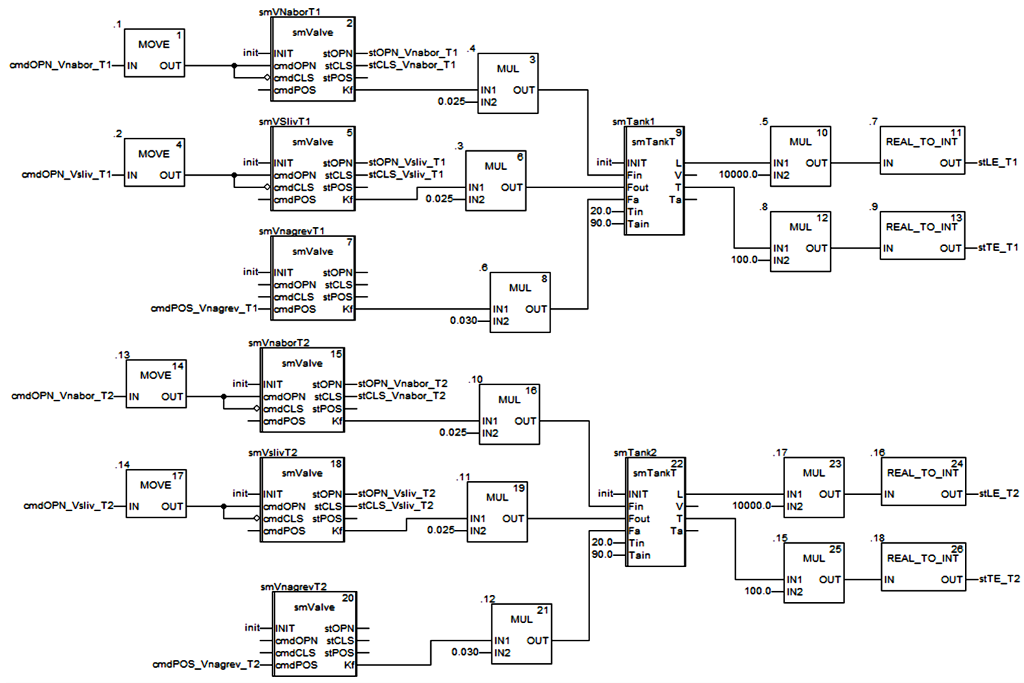 smVNaborT1
.1
1
2
MOVE
smValve
init INIT stOPN stOPN_Vnabor_T1
cmdOPN_Vnabor_T1 IN OUT cmdOPN stCLS stCLS_Vnabor_T1
cmdCLS stPOS
cmdPOS Kf
.4
3
MUL
IN1 OUT
0.025 IN2
smVSlivT1
.2
4
5
MOVE
smValve
init INIT stOPN stOPN_Vsliv_T1
cmdOPN_Vsliv_T1 IN OUT cmdOPN stCLS stCLS_Vsliv_T1
cmdCLS stPOS
cmdPOS Kf
.3
6
MUL
IN1 OUT
0.025 IN2
smVnagrevT1
7
smValve
init INIT stOPN
cmdOPN stCLS
cmdCLS stPOS
cmdPOS_Vnagrev_T1 cmdPOS Kf
.6
8
MUL
IN1 OUT
0.030 IN2
smTank1
9
smTankT
init INIT L
Fin V
Fout T
Fa Ta
20.0 Tin
90.0 Tain
.5
10
MUL
IN1 OUT
10000.0 IN2
.7
11
REAL_TO_INT
IN OUT stLE_T1
.8
12
MUL
IN1 OUT
100.0 IN2
.9
13
REAL_TO_INT
IN OUT stTE_T1
smVnaborT2
.13
14
15
MOVE
smValve
init INIT stOPN stOPN_Vnabor_T2
cmdOPN_Vnabor_T2 IN OUT cmdOPN stCLS stCLS_Vnabor_T2
cmdCLS stPOS
cmdPOS Kf
.10
16
MUL
IN1 OUT
0.025 IN2
smVslivT2
.14
17
18
MOVE
smValve
init INIT stOPN stOPN_Vsliv_T2
cmdOPN_Vsliv_T2 IN OUT cmdOPN stCLS stCLS_Vsliv_T2
cmdCLS stPOS
cmdPOS Kf
.11
19
MUL
IN1 OUT
0.025 IN2
smVnagrevT2
20
smValve
init INIT stOPN
cmdOPN stCLS
cmdCLS stPOS
cmdPOS_Vnagrev_T2 cmdPOS Kf
.12
21
MUL
IN1 OUT
0.030 IN2
smTank2
22
smTankT
init INIT L
Fin V
Fout T
Fa Ta
20.0 Tin
90.0 Tain
.17
23
MUL
IN1 OUT
10000.0 IN2
.16
24
REAL_TO_INT
IN OUT stLE_T2
.15
25
MUL
IN1 OUT
100.0 IN2
.18
26
REAL_TO_INT
IN OUT stTE_T2